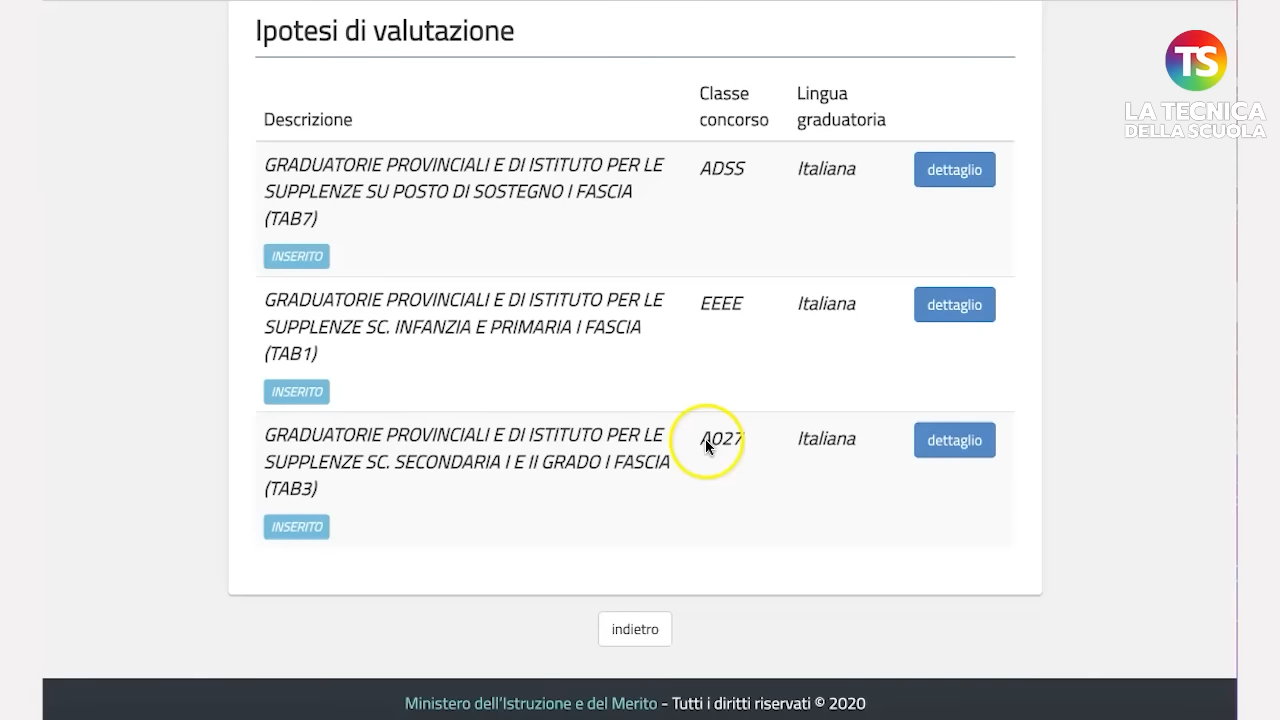 Ipotesi di valutazione
TS
LA TECNICA
DELLA SCUOLA
Descrizione
Classe
concorso
Lingua
graduatoria
GRADUATORIE PROVINCIALI E DI ISTITUTO PER LE
SUPPLENZE SU POSTO DI SOSTEGNO I FASCIA
(TAB7)
INSERITO
ADSS
Italiana
dettaglio
GRADUATORIE PROVINCIALI E DI ISTITUTO PER LE
SUPPLENZE SC. INFANZIA E PRIMARIA I FASCIA
(TAB1)
INSERITO
EEEE
Italiana
dettaglio
GRADUATORIE PROVINCIALI E DI ISTITUTO PER LE
SUPPLENZE SC. SECONDARIA I E II GRADO I FASCIA
(TAB3)
INSERITO
A027
Italiana
dettaglio
indietro
Ministero dell'Istruzione e del Merito - Tutti i diritti riservati © 2020